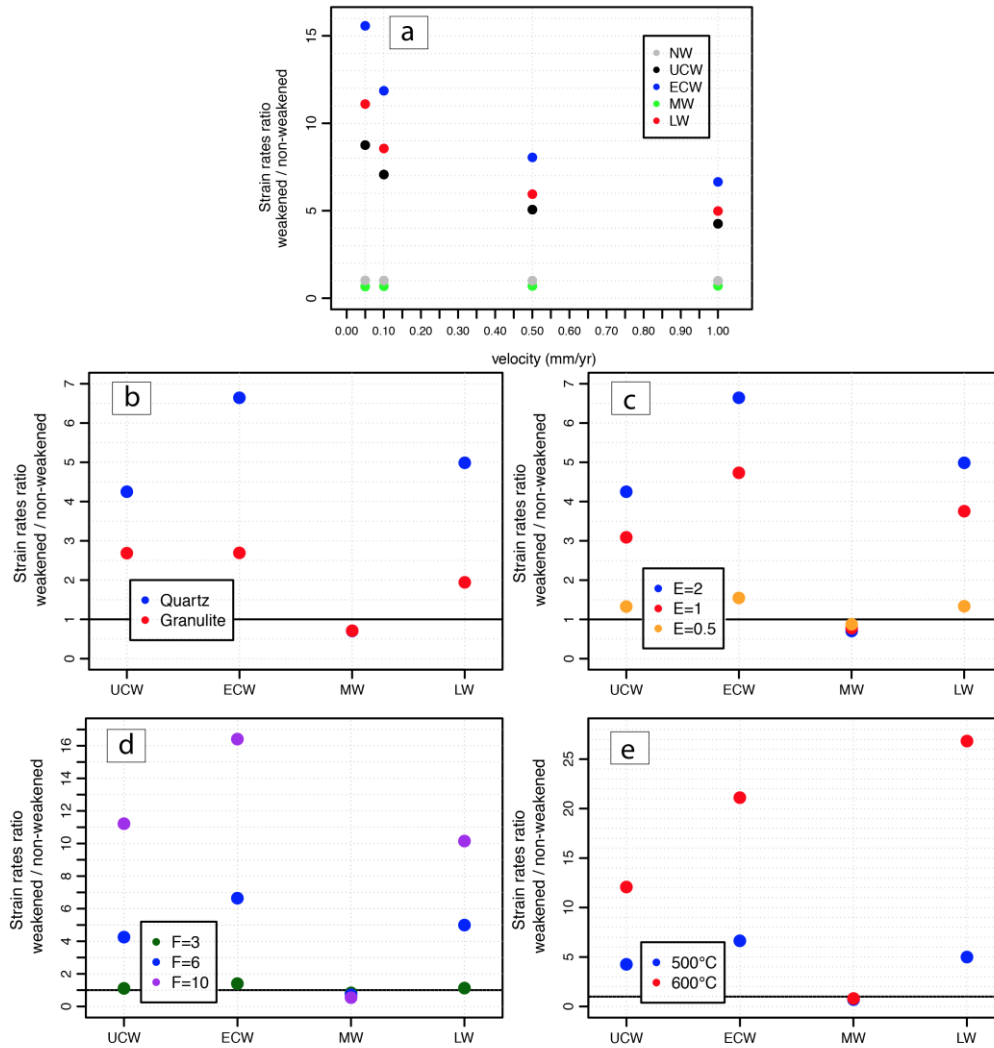 a
Strain rates ratio
weakened / non-weakened
15
10
5
0
NW
UCW
ECW
MW
LW
0.00 0.10 0.20 0.30 0.40 0.50 0.60 0.70 0.80 0.90 1.00
velocity (mm/yr)
b
Strain rates ratio
weakened / non-weakened
7
6
5
4
3
2
1
0
Quartz
Granulite
UCW ECW MW LW
c
Strain rates ratio
weakened / non-weakened
7
6
5
4
3
2
1
0
E=2
E=1
E=0.5
UCW ECW MW LW
d
Strain rates ratio
weakened / non-weakened
16
14
12
10
8
6
4
2
0
F=3
F=6
F=10
UCW ECW MW LW
e
Strain rates ratio
weakened / non-weakened
25
20
15
10
5
0
500°C
600°C
UCW ECW MW LW